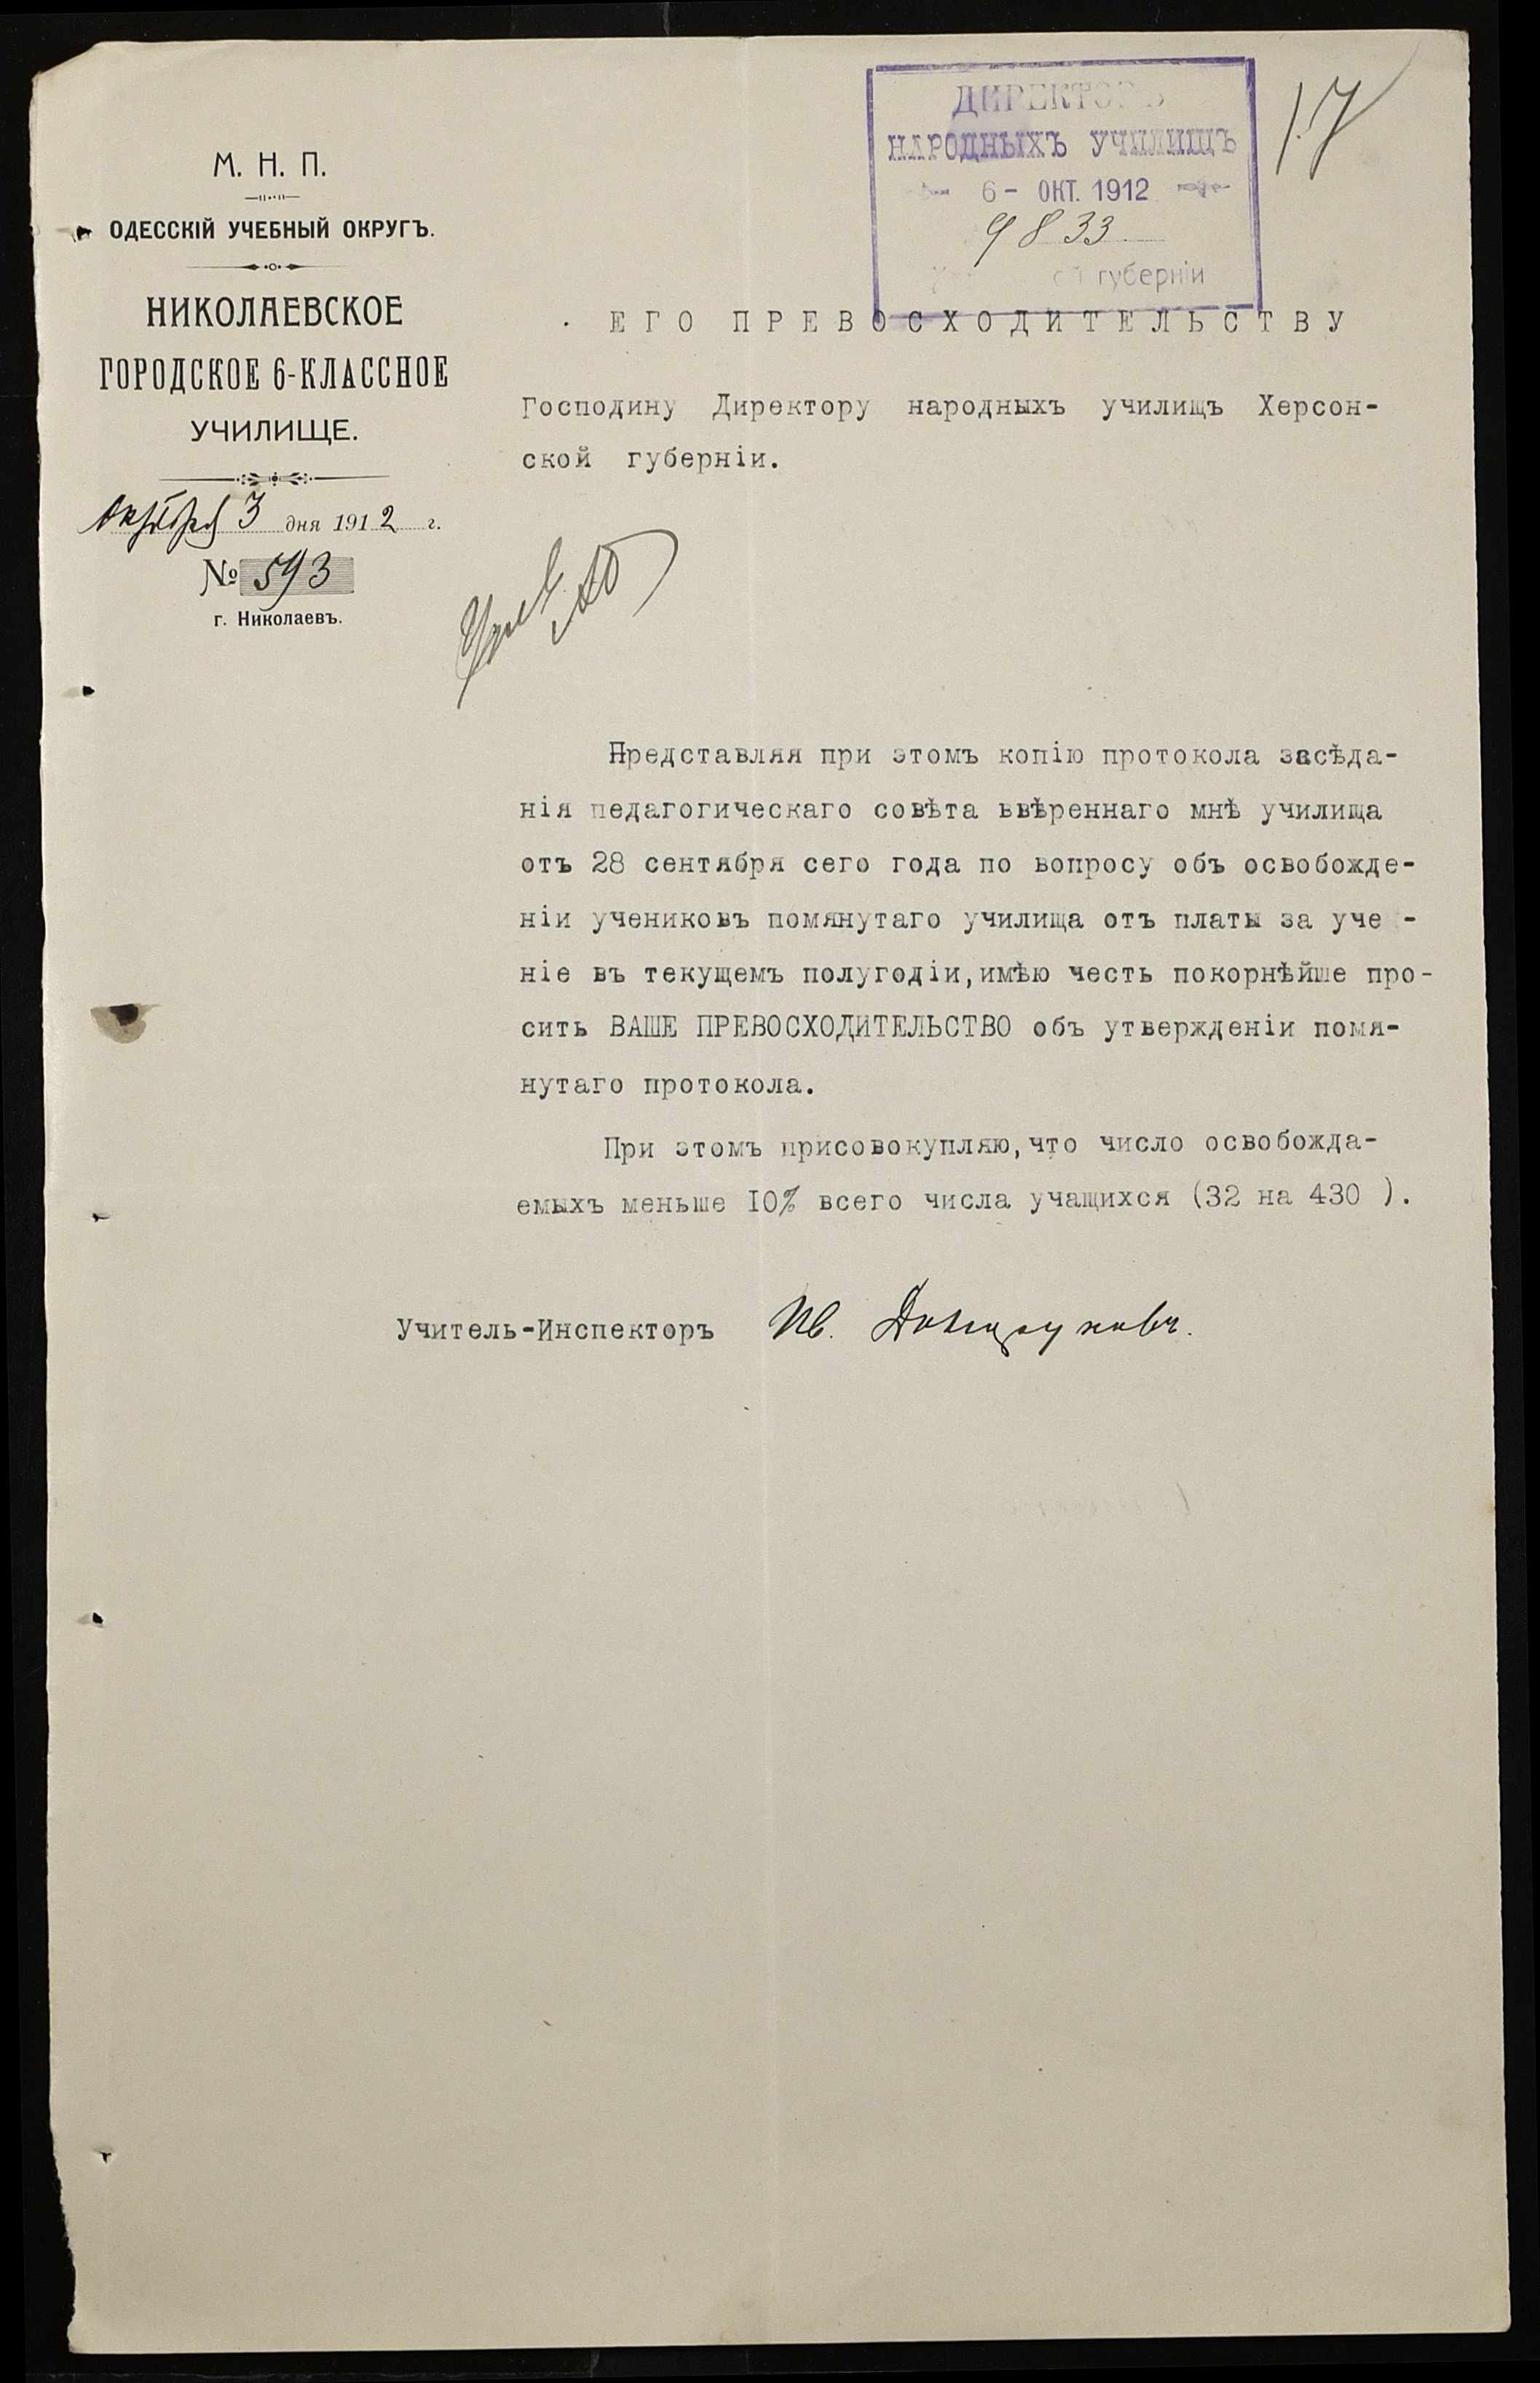 М. Н. П.
ОДЕССКІЙ УЧЕБНЫЙ ОКРУГЪ.
НИКОЛАЕВСКОЕ
ГОРОДСКОЕ 6-КЛАССНОЕ
УЧИЛИЩЕ.
Октября 3 дня 1912 г.
№ 593
г. Николаевъ.
ДИРЕКТОРЪ
НАРОДНЫХЪ УЧИЛИЩЪ
6 - ОКТ. 1912
9833
губерніи
17
ЕГО ПРЕВОСХОДИТЕЛЬСТВУ
Господину Директору народныхъ училищъ Херсон-
ской губерніи.
Представляя при этомъ копію протокола засѣда-
нія педагогическаго совѣта ввѣреннаго мнѣ училища
отъ 28 сентября сего года по вопросу объ освобожде-
ніи учениковъ помянутаго училища отъ платы за уче -
ніе въ текущемъ полугодіи,имѣю честь покорнѣйше про-
сить ВАШЕ ПРЕВОСХОДИТЕЛЬСТВО объ утвержденіи помя-
нутаго протокола.
При этомъ присовокупляю,что число освобожда-
емыхъ меньше IO% всего числа учащихся (32 на 430 ).
Учитель-Инспекторъ Ив.